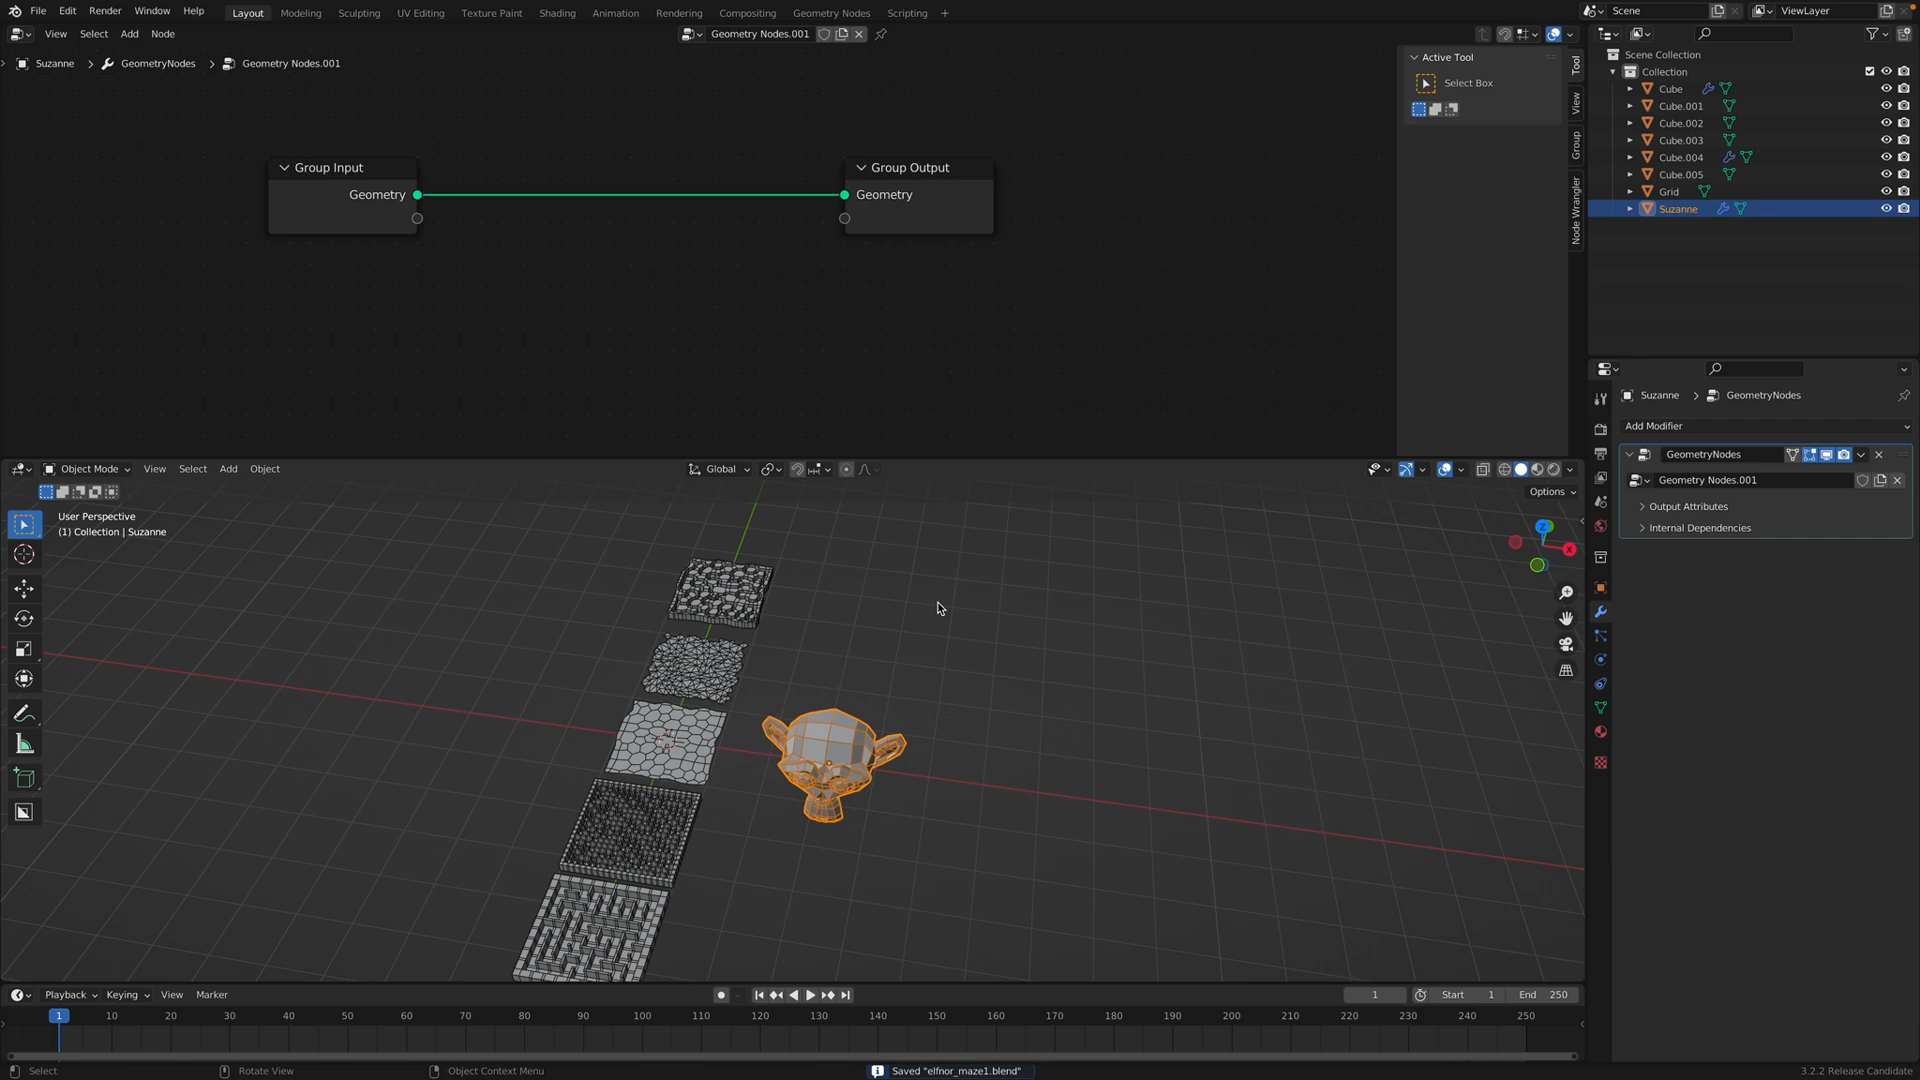 File Edit Render Window Help Layout Modeling Sculpting UV Editing Texture Paint Shading Animation Rendering Compositing Geometry Nodes Scripting + Scene ViewLayer
View Select Add Node Geometry Nodes.001
Suzanne > GeometryNodes > Geometry Nodes.001
Active Tool
Select Box
Tool
View
Group
Node Wrangler
Group Input
Geometry
Group Output
Geometry
Scene Collection
Collection
Cube
Cube.001
Cube.002
Cube.003
Cube.004
Cube.005
Grid
Suzanne
Suzanne > GeometryNodes
Add Modifier
GeometryNodes
Geometry Nodes.001
Output Attributes
Internal Dependencies
Object Mode View Select Add Object Global
Options
User Perspective
(1) Collection | Suzanne
Z
X
Playback Keying View Marker 1 Start 1 End 250
1 10 20 30 40 50 60 70 80 90 100 110 120 130 140 150 160 170 180 190 200 210 220 230 240 250
Select Rotate View Object Context Menu Saved "elfnor_maze1.blend" 3.2.2 Release Candidate